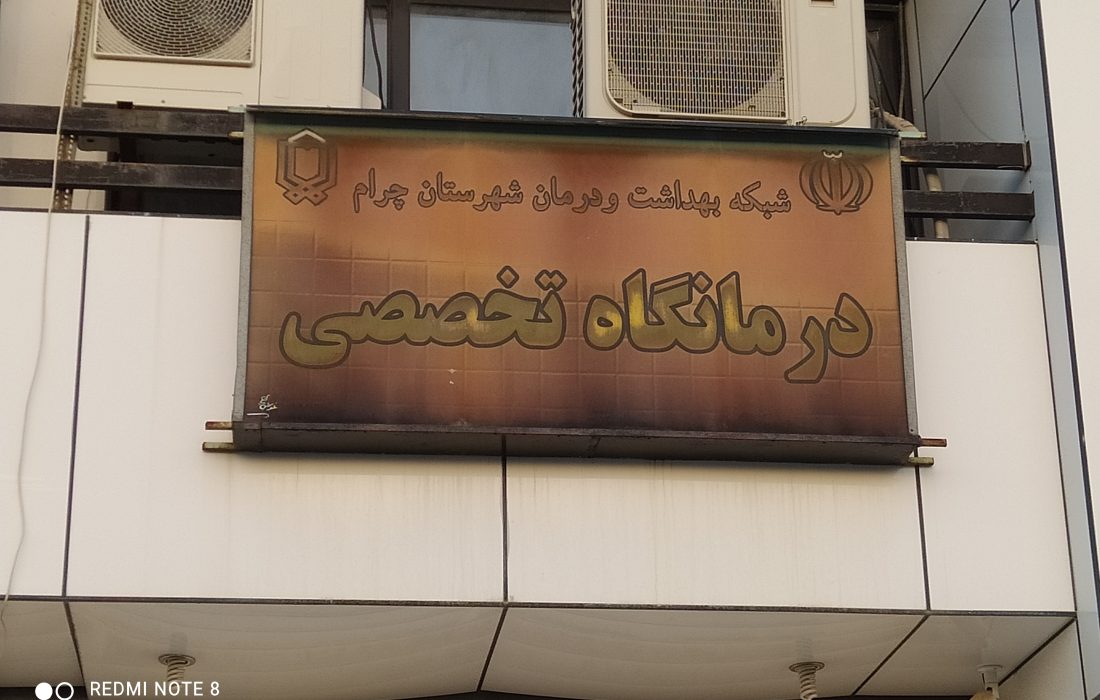 شبکه بهداشت ودرمان شهرستان چرام
درمانگاه تخصصی
REDMI NOTE 8